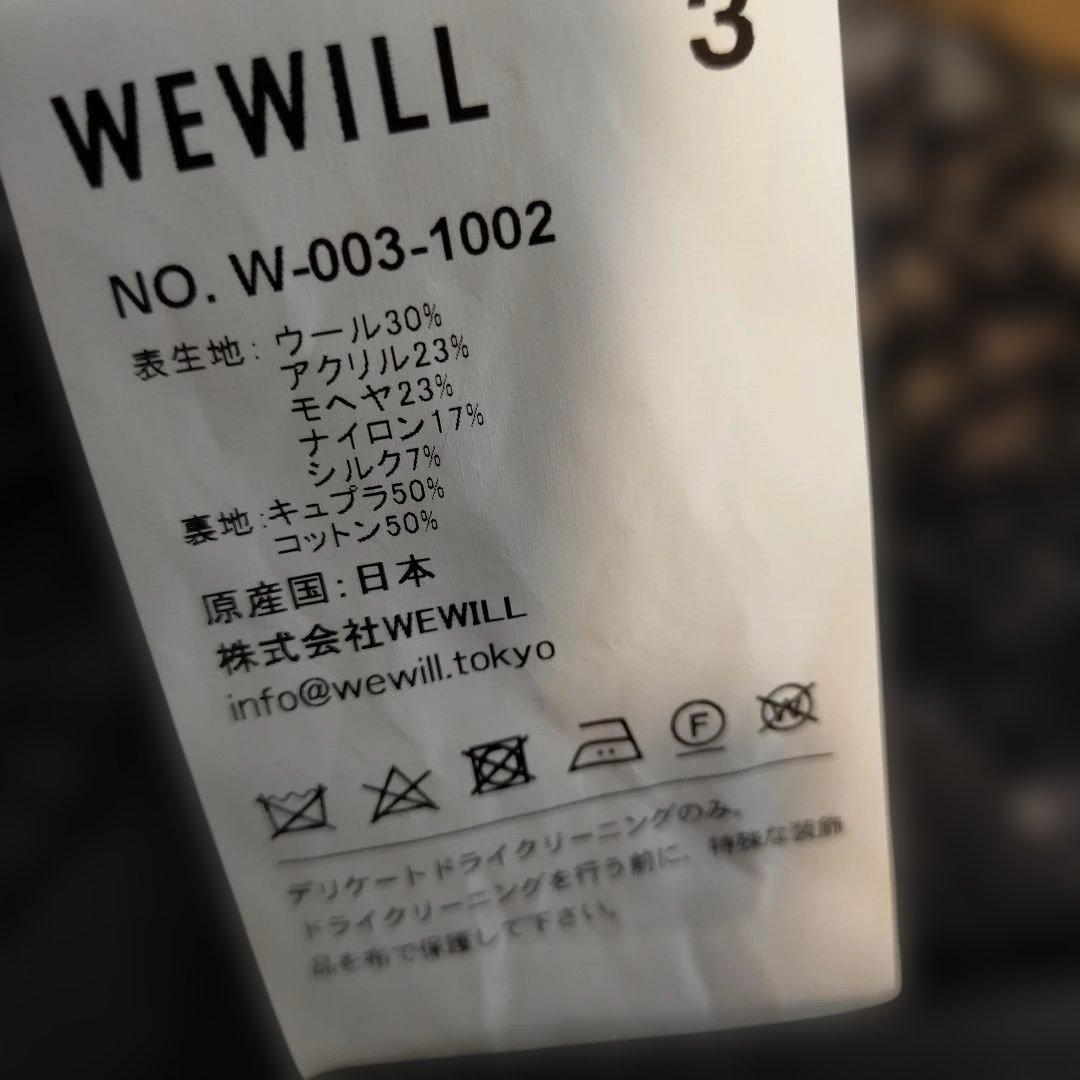 WEWILL 3
NO. W-003-1002
表生地: ウール30%
アクリル23%
モヘヤ23%
ナイロン17%
シルク7%
裏地:キュプラ50%
コットン50%
原産国:日本
株式会社WEWILL
info@wewill.tokyo
F W
デリケートドライクリーニングのみ。
ドライクリーニングを行う前に、特殊な装飾
品を布で保護して下さい。